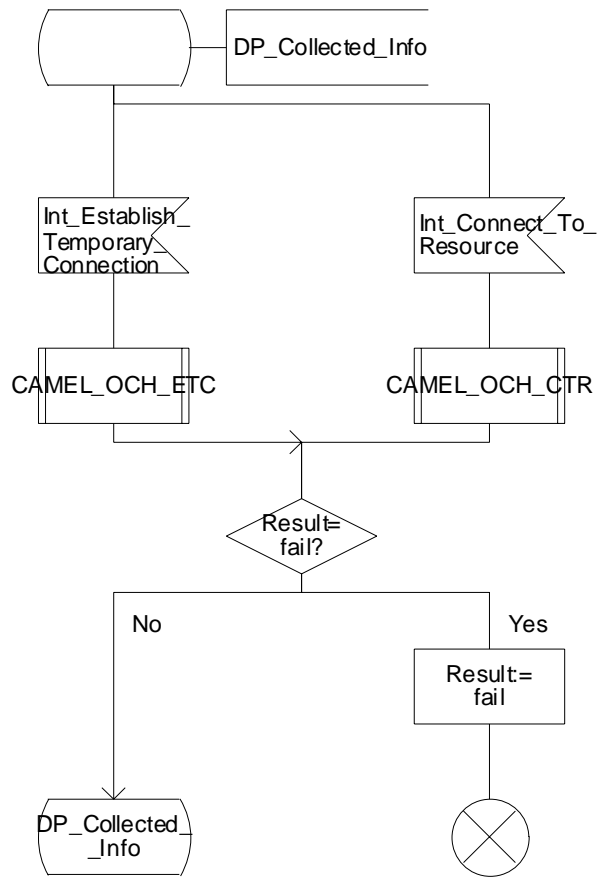 DP_Collected_Info
Int_Establish_
Temporary_
Connection
Int_Connect_To_
Resource
CAMEL_OCH_ETC
CAMEL_OCH_CTR
Result=
fail?
No
Yes
Result:=
fail
DP_Collected_
_Info